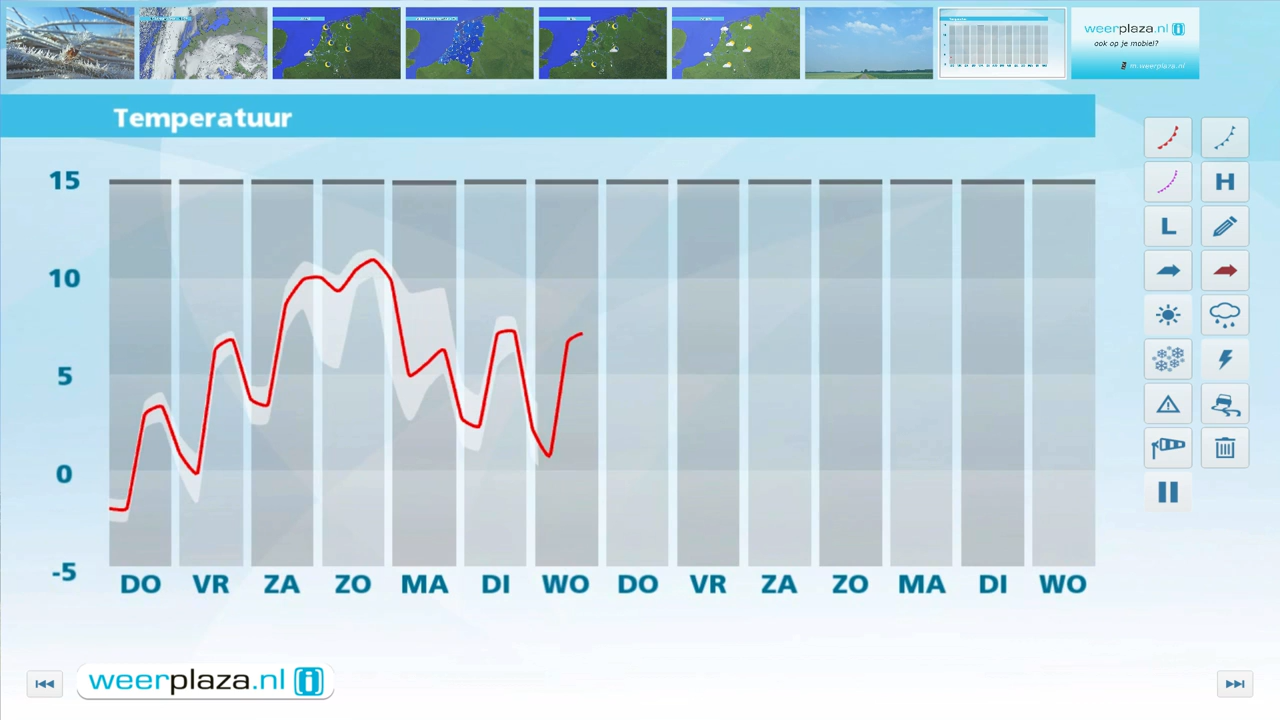 weerplaza.nl i
ook op je mobiel?
m.weerplaza.nl
Temperatuur
15
10
5
0
-5
DO VR ZA ZO MA DI WO DO VR ZA ZO MA DI WO
H
L
weerplaza.nl i